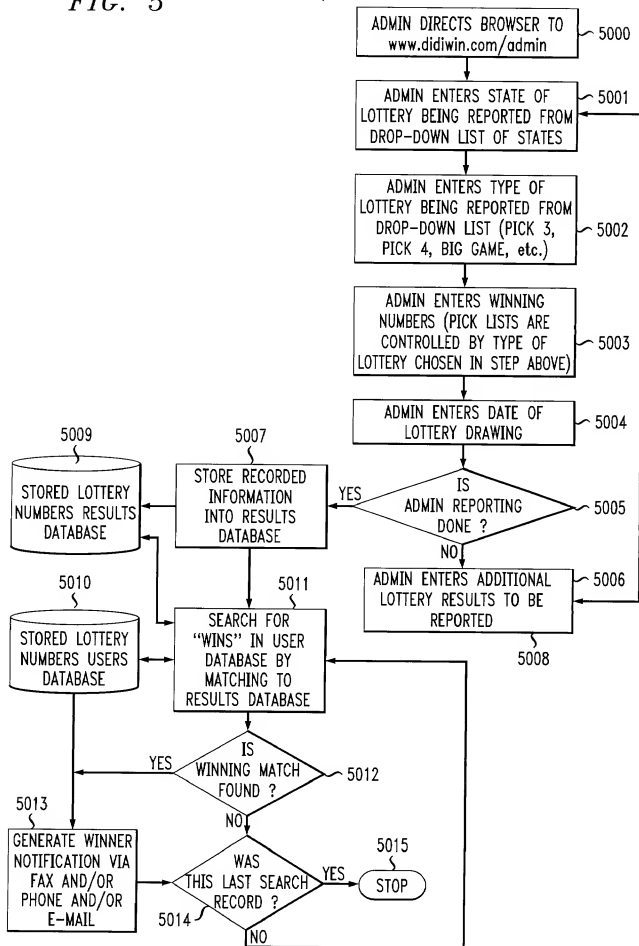 FIG. 5
ADMIN DIRECTS BROWSER TO
www.didiwin.com/admin
5000
ADMIN ENTERS STATE OF
LOTTERY BEING REPORTED FROM
DROP-DOWN LIST OF STATES
5001
ADMIN ENTERS TYPE OF
LOTTERY BEING REPORTED FROM
DROP-DOWN LIST (PICK 3,
PICK 4, BIG GAME, etc.)
5002
ADMIN ENTERS WINNING
NUMBERS (PICK LISTS ARE
CONTROLLED BY TYPE OF
LOTTERY CHOSEN IN STEP ABOVE)
5003
ADMIN ENTERS DATE OF
LOTTERY DRAWING
5004
IS
ADMIN REPORTING
DONE ?
5005
YES
NO
ADMIN ENTERS ADDITIONAL
LOTTERY RESULTS TO BE
REPORTED
5006
5008
5007
STORE RECORDED
INFORMATION
INTO RESULTS
DATABASE
5009
STORED LOTTERY
NUMBERS RESULTS
DATABASE
5010
STORED LOTTERY
NUMBERS USERS
DATABASE
5011
SEARCH FOR
"WINS" IN USER
DATABASE BY
MATCHING TO
RESULTS DATABASE
IS
WINNING MATCH
FOUND ?
5012
YES
NO
5013
GENERATE WINNER
NOTIFICATION VIA
FAX AND/OR
PHONE AND/OR
E-MAIL
WAS
THIS LAST SEARCH
RECORD ?
5014
YES
NO
5015
STOP